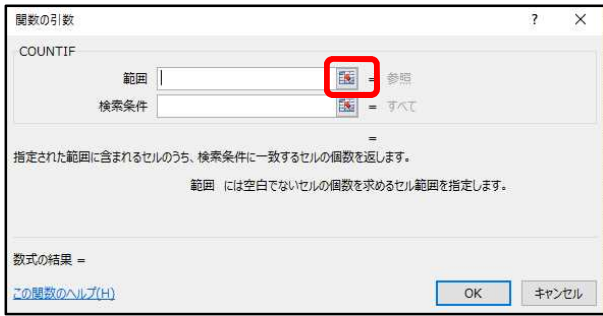 関数の引数 ? ×
COUNTIF
範囲 = 参照
検索条件 = すべて
=
指定された範囲に含まれるセルのうち、検索条件に一致するセルの個数を返します。
範囲 には空白でないセルの個数を求めるセル範囲を指定します。
数式の結果 =
この関数のヘルプ(H) OK キャンセル